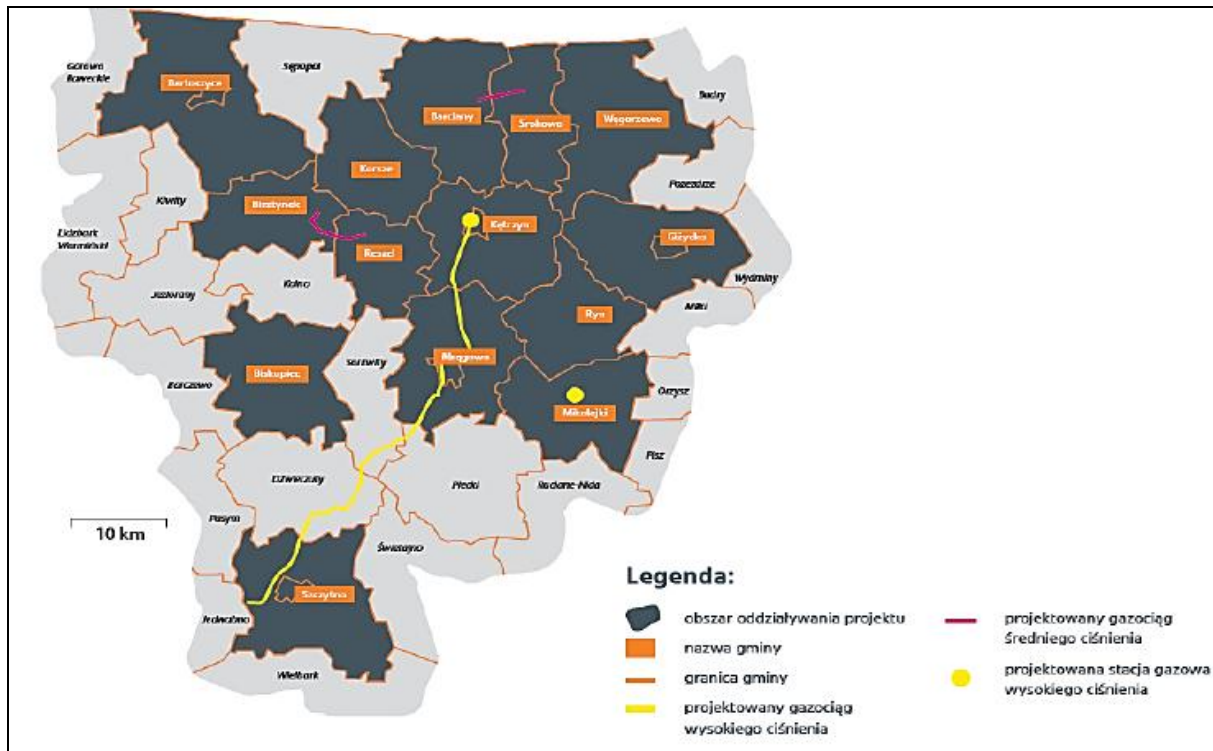 Górowo
Iławeckie
Bartoszyce
Sępopol
Barciany
Srokowo
Węgorzewo
Budry
Korsze
Pozezdrze
Kiwity
Bisztynek
Lidzbark
Warmiński
Reszel
Kętrzyn
Giżycko
Wydminy
Jeziorany
Kolno
Ryn
Miłki
Sorkwity
Mrągowo
Biskupiec
Barczewo
Orzysz
Mikołajki
Pisz
Dźwierzuty
Piecki
Ruciane-Nida
Pasym
10 km
Świętajno
Szczytno
Jedwabno
Wielbark
Legenda:
obszar oddziaływania projektu
nazwa gminy
granica gminy
projektowany gazociąg
wysokiego ciśnienia
projektowany gazociąg
średniego ciśnienia
projektowana stacja gazowa
wysokiego ciśnienia